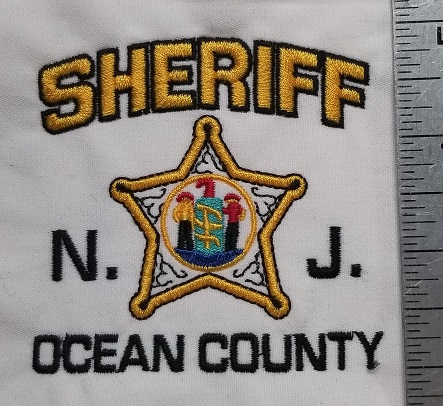 SHERIFF
N. J.
OCEAN COUNTY